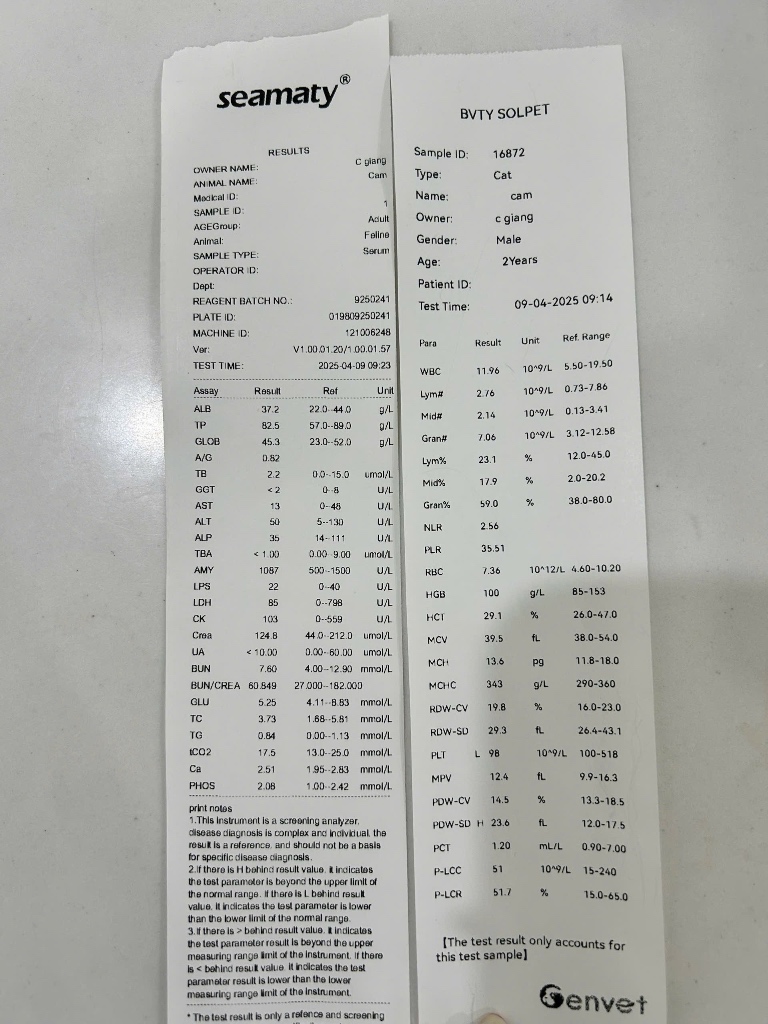 seamaty®
RESULTS
OWNER NAME: C giang
ANIMAL NAME: Cam
Medical ID:
SAMPLE ID: 1
AGEGroup: Adult
Animal: Feline
SAMPLE TYPE: Serum
OPERATOR ID:
Dept:
REAGENT BATCH NO.: 9250241
PLATE ID: 019809250241
MACHINE ID: 121006248
Ver: V1.00.01.20/1.00.01.57
TEST TIME: 2025-04-09 09:23
Assay Result Ref Unit
ALB 37.2 22.0--44.0 g/L
TP 82.5 57.0--89.0 g/L
GLOB 45.3 23.0--52.0 g/L
A/G 0.82
TB 2.2 0.0--15.0 umol/L
GGT <2 0--8 U/L
AST 13 0--48 U/L
ALT 50 5--130 U/L
ALP 35 14--111 U/L
TBA < 1.00 0.00--9.00 umol/L
AMY 1087 500--1500 U/L
LPS 22 0--40 U/L
LDH 85 0--798 U/L
CK 103 0--559 U/L
Crea 124.8 44.0--212.0 umol/L
UA < 10.00 0.00--60.00 umol/L
BUN 7.60 4.00--12.90 mmol/L
BUN/CREA 60.849 27.000--182.000
GLU 5.25 4.11--8.83 mmol/L
TC 3.73 1.68--5.81 mmol/L
TG 0.84 0.00--1.13 mmol/L
tCO2 17.5 13.0--25.0 mmol/L
Ca 2.51 1.95--2.83 mmol/L
PHOS 2.08 1.00--2.42 mmol/L
print notes
1.This instrument is a screening analyzer,
disease diagnosis is complex and individual, the
result is a reference, and should not be a basis
for specific disease diagnosis.
2.If there is H behind result value. It indicates
the test parameter is beyond the upper limit of
the normal range. If there is L behind result
value. It indicates the test parameter is lower
than the lower limit of the normal range.
3.If there is > behind result value. It indicates
the test parameter result is beyond the upper
measuring range limit of the instrument. If there
is < behind result value. It indicates the test
parameter result is lower than the lower
measuring range limit of the instrument.
* The test result is only a refence and screening
BVTY SOLPET
Sample ID: 16872
Type: Cat
Name: cam
Owner: c giang
Gender: Male
Age: 2Years
Patient ID:
Test Time: 09-04-2025 09:14
Para Result Unit Ref. Range
WBC 11.96 10^9/L 5.50-19.50
Lym# 2.76 10^9/L 0.73-7.86
Mid# 2.14 10^9/L 0.13-3.41
Gran# 7.06 10^9/L 3.12-12.58
Lym% 23.1 % 12.0-45.0
Mid% 17.9 % 2.0-20.2
Gran% 59.0 % 38.0-80.0
NLR 2.56
PLR 35.51
RBC 7.36 10^12/L 4.60-10.20
HGB 100 g/L 85-153
HCT 29.1 % 26.0-47.0
MCV 39.5 fL 38.0-54.0
MCH 13.6 pg 11.8-18.0
MCHC 343 g/L 290-360
RDW-CV 19.8 % 16.0-23.0
RDW-SD 29.3 fL 26.4-43.1
PLT L 98 10^9/L 100-518
MPV 12.4 fL 9.9-16.3
PDW-CV 14.5 % 13.3-18.5
PDW-SD H 23.6 fL 12.0-17.5
PCT 1.20 mL/L 0.90-7.00
P-LCC 51 10^9/L 15-240
P-LCR 51.7 % 15.0-65.0
【The test result only accounts for
this test sample】
Genvet